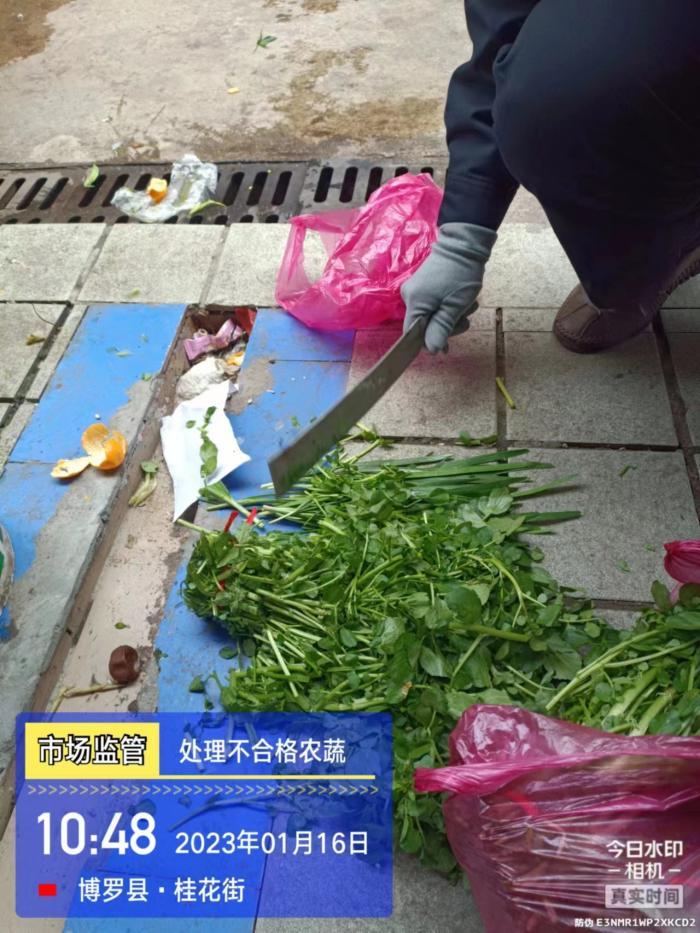 市场监管
处理不合格农蔬
10:48
2023年01月16日
博罗县·桂花街
今日水印
相机
真实时间
防伪 E3NMR1WP2XKCD2